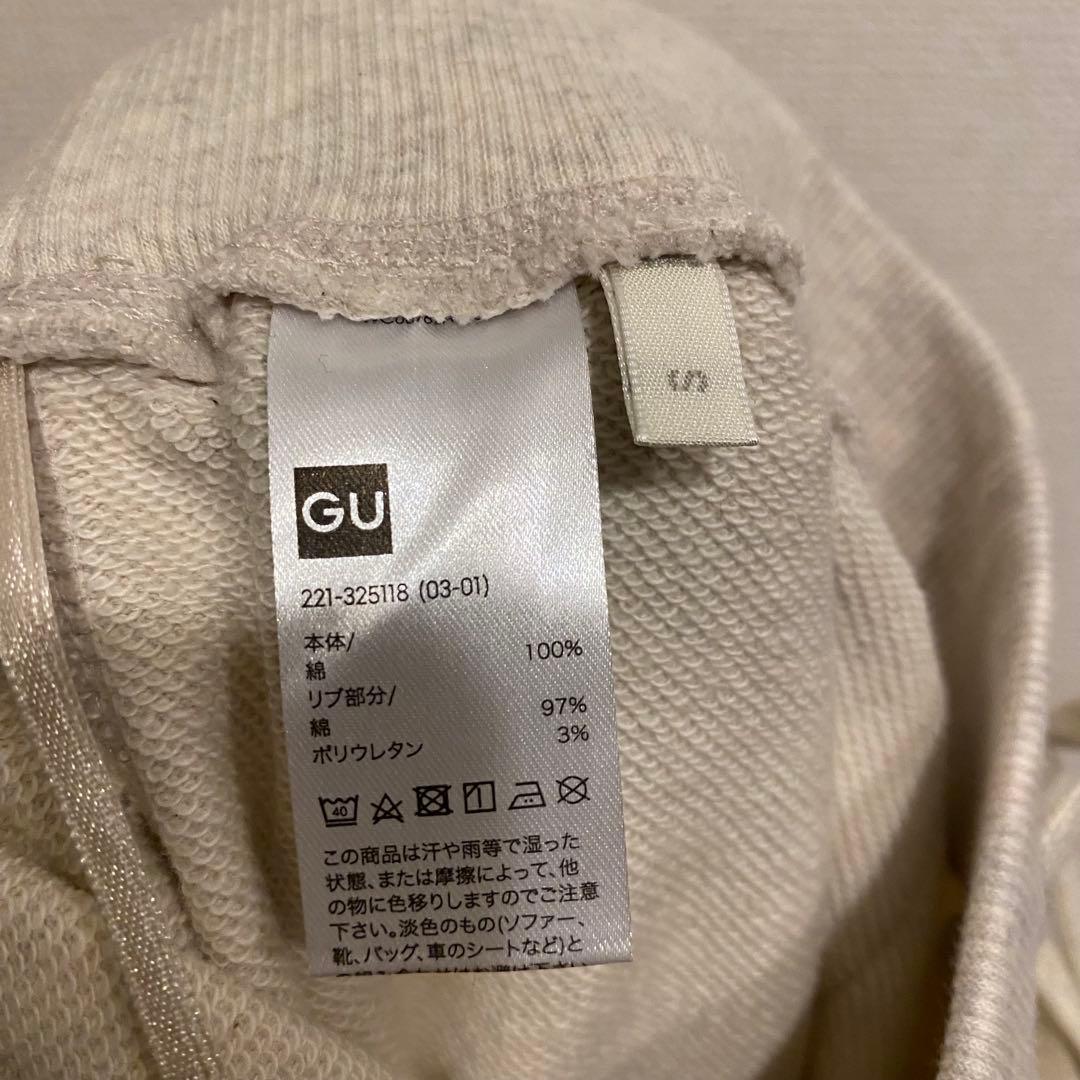 S
GU
221-325118 (03-01)
本体/
綿 100%
リブ部分/
綿 97%
ポリウレタン 3%
40
この商品は汗や雨等で湿った
状態、または摩擦によって、他
の物に色移りしますのでご注意
下さい。淡色のもの(ソファー、
靴、バッグ、車のシートなど)と